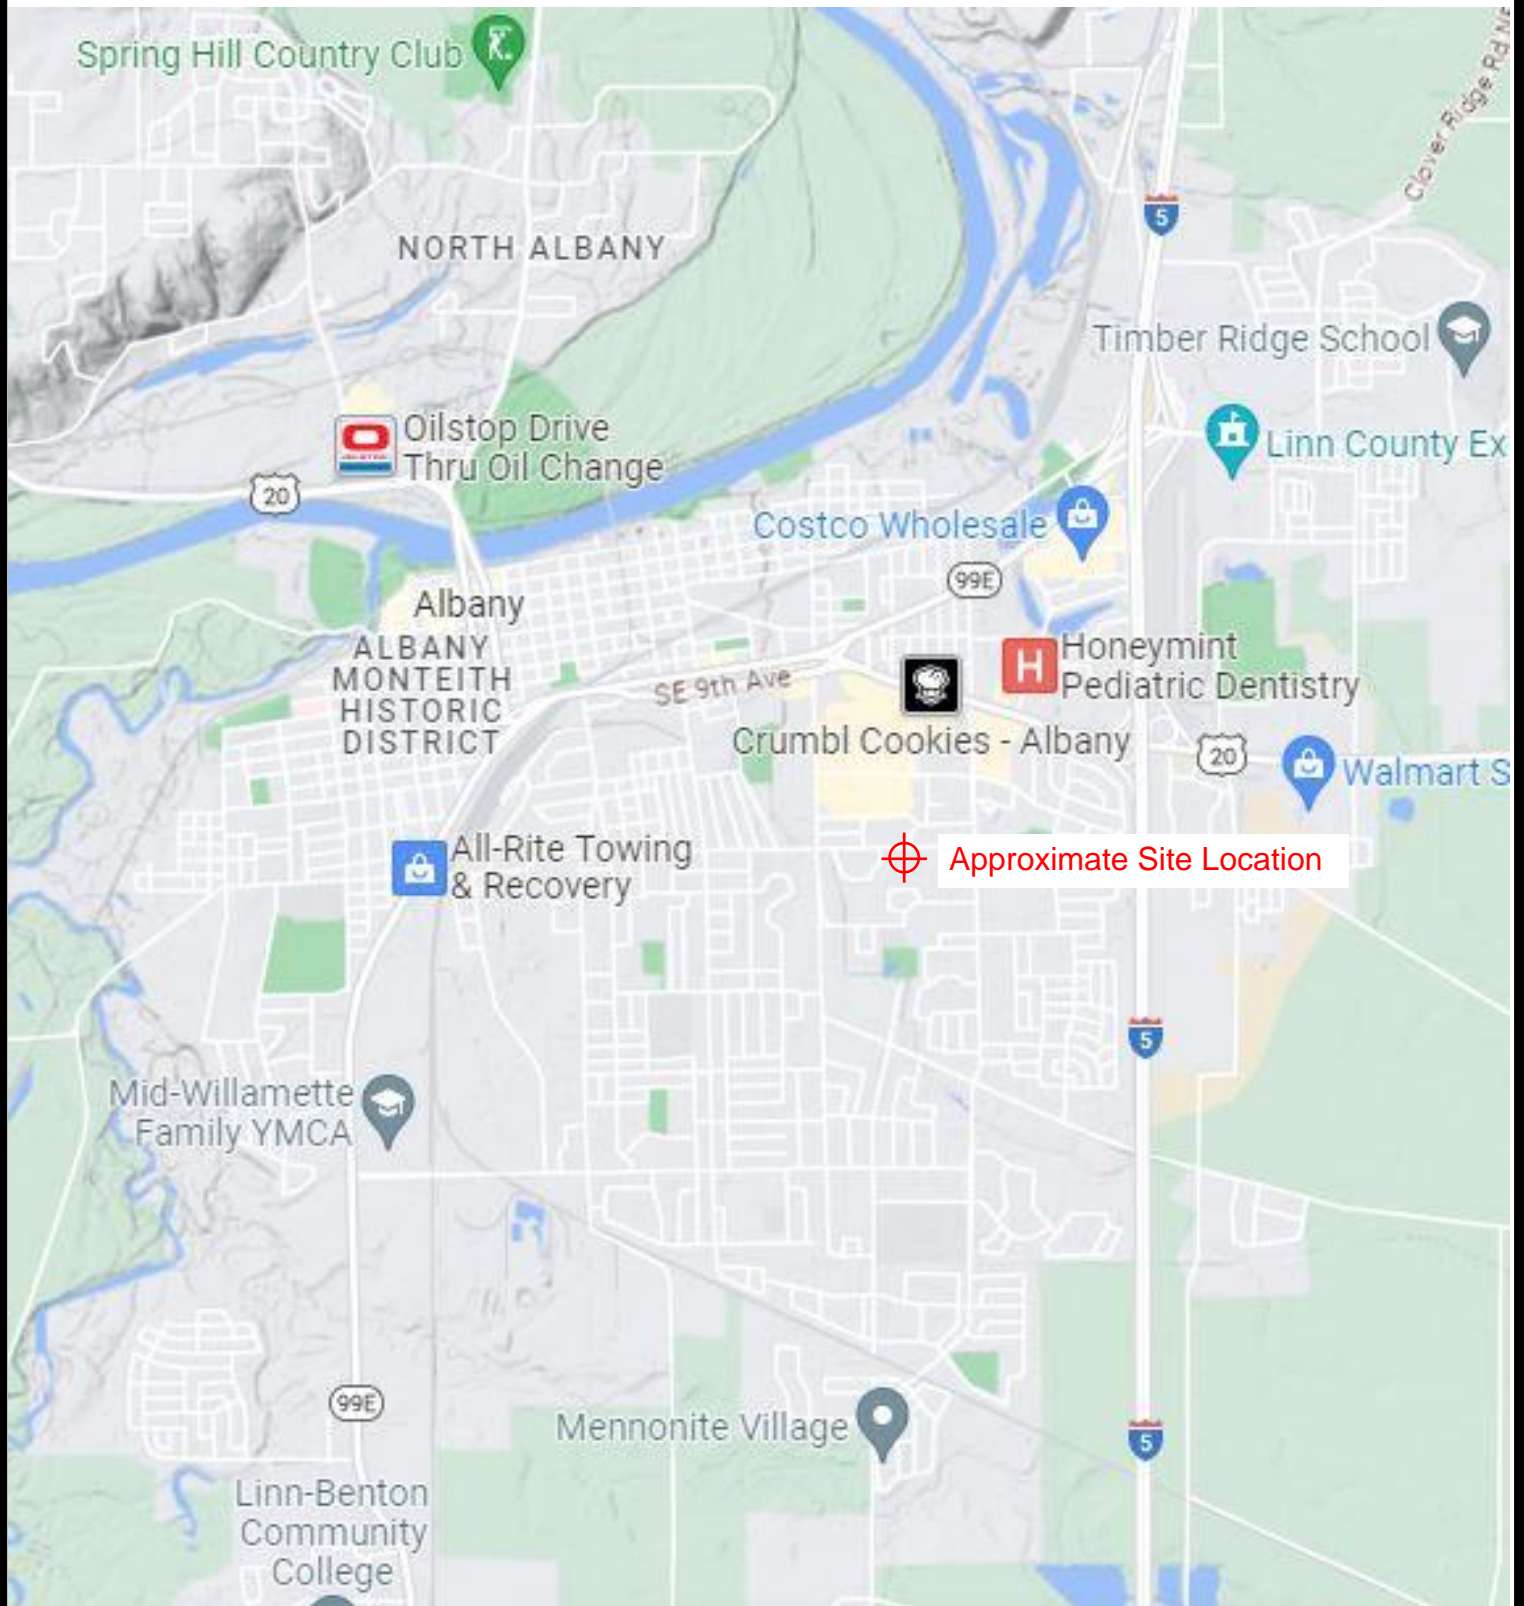 Spring Hill Country Club
Clover Ridge Rd NE
5
NORTH ALBANY
Timber Ridge School
Oilstop Drive
Thru Oil Change
Linn County Ex
20
Costco Wholesale
99E
Albany
ALBANY
MONTEITH
HISTORIC
DISTRICT
SE 9th Ave
H
Honeymint
Pediatric Dentistry
Crumbl Cookies - Albany
20
Walmart S
All-Rite Towing
& Recovery
Approximate Site Location
5
Mid-Willamette
Family YMCA
99E
Mennonite Village
5
Linn-Benton
Community
College